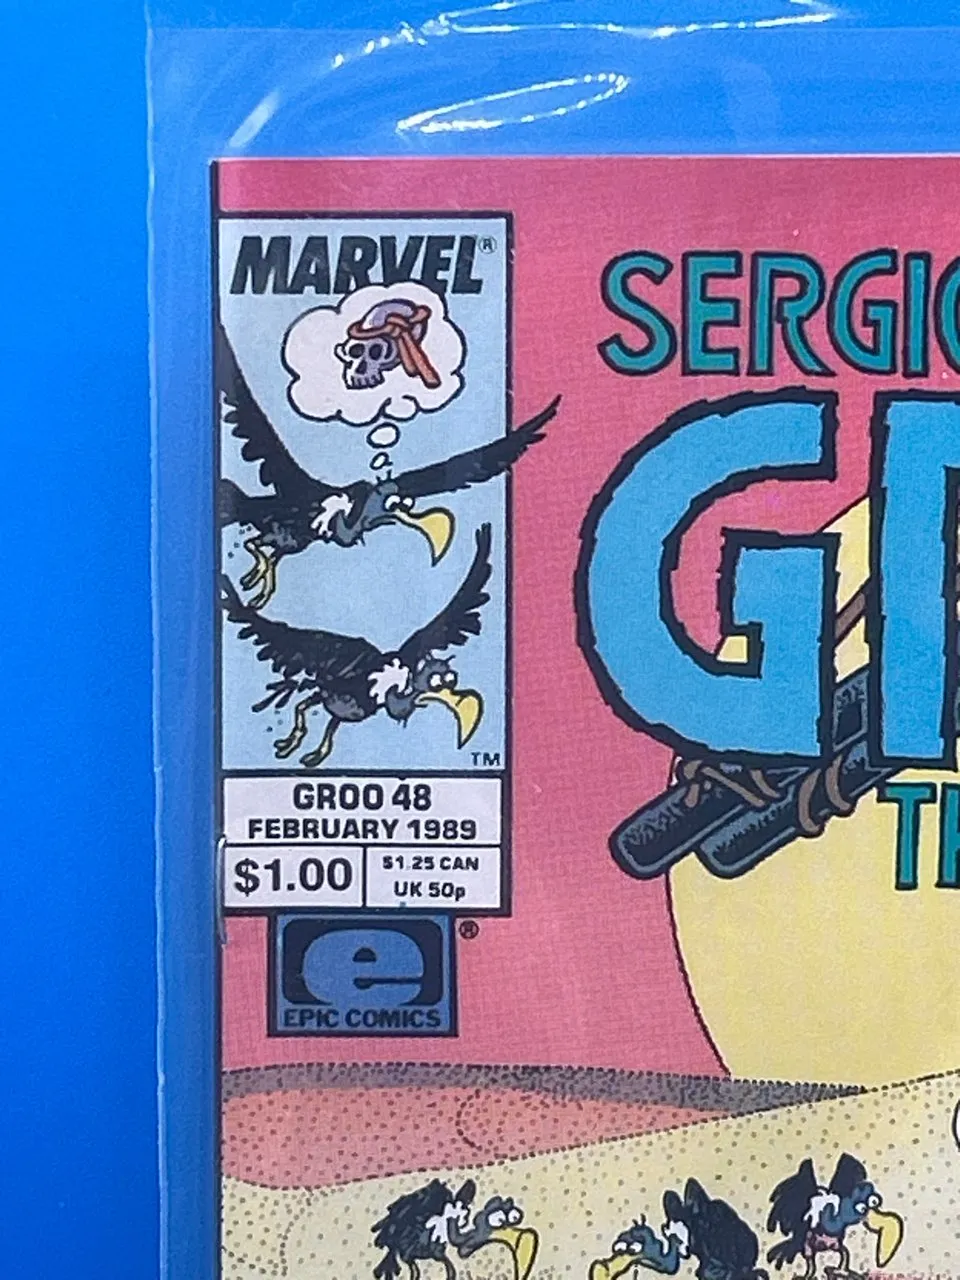 MARVEL®
SERGIO
GR
TM
TH
GROO 48
FEBRUARY 1989
$1.00
$1.25 CAN
UK 50p
e ®
EPIC COMICS